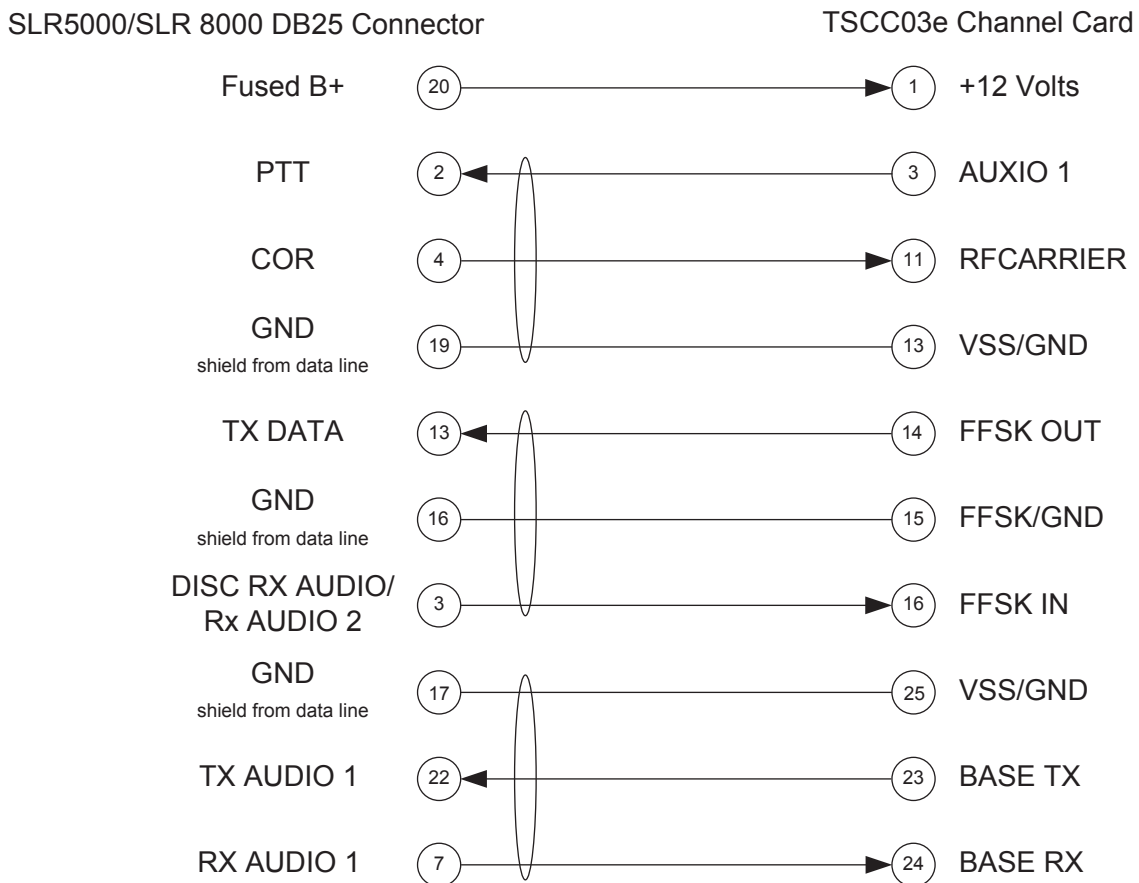 SLR5000/SLR 8000 DB25 Connector
TSCC03e Channel Card
Fused B+ 20 1 +12 Volts
PTT 2 3 AUXIO 1
COR 4 11 RFCARRIER
GND
shield from data line
19 13 VSS/GND
TX DATA 13 14 FFSK OUT
GND
shield from data line
16 15 FFSK/GND
DISC RX AUDIO/
Rx AUDIO 2
3 16 FFSK IN
GND
shield from data line
17 25 VSS/GND
TX AUDIO 1 22 23 BASE TX
RX AUDIO 1 7 24 BASE RX